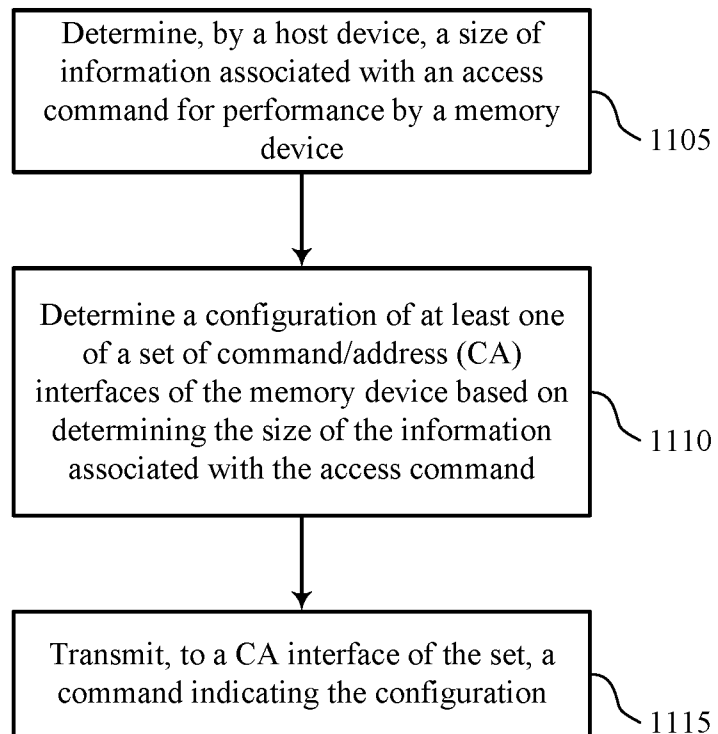 Determine, by a host device, a size of
information associated with an access
command for performance by a memory
device
1105
Determine a configuration of at least one
of a set of command/address (CA)
interfaces of the memory device based on
determining the size of the information
associated with the access command
1110
Transmit, to a CA interface of the set, a
command indicating the configuration
1115